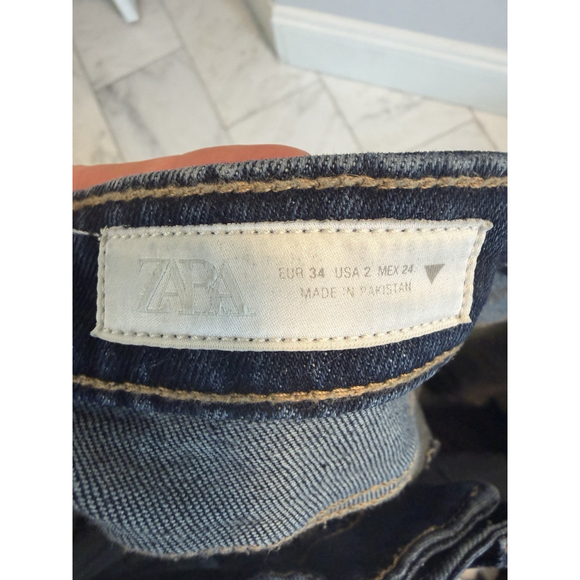 ZARA
EUR 34 USA 2 MEX 24
MADE IN PAKISTAN